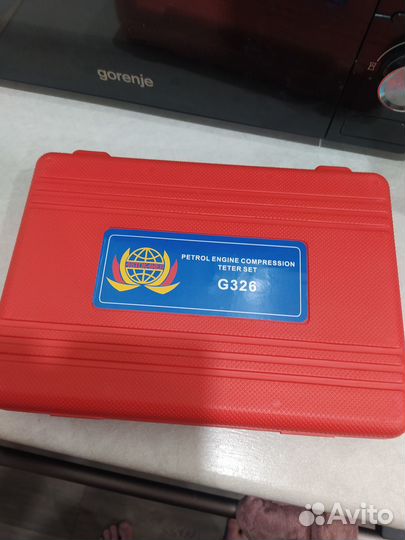 gorenje
PETROL ENGINE COMPRESSION
TETER SET
G326
Avito